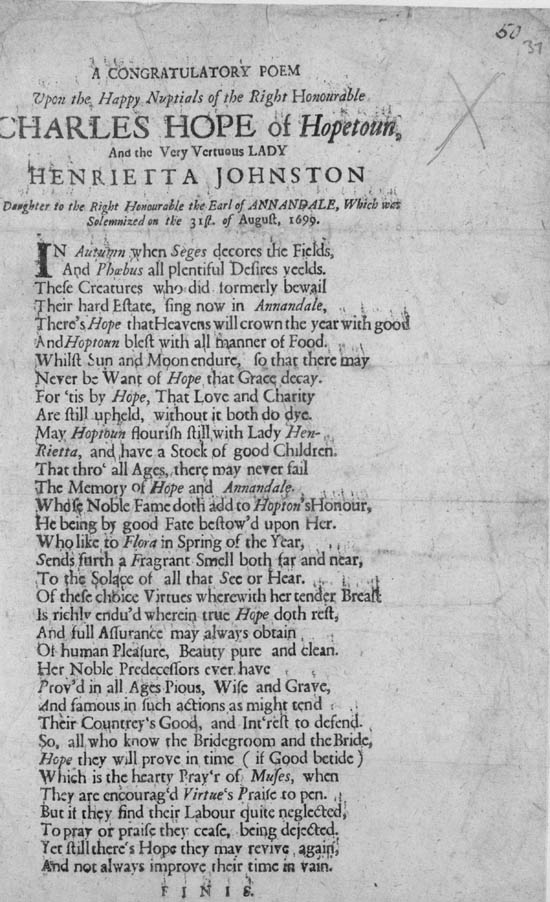 50
37
A CONGRATULATORY POEM
Upon the Happy Nuptials of the Right Honourable
CHARLES HOPE of Hopetoun,
And the Very Vertuous LADY
HENRIETTA JOHNSTON
Daughter to the Right Honourable the Earl of ANNANDALE, Which was
Solemnized on the 31st. of August, 1699.
IN Autumn when Seges decores the Fields,
And Phœbus all plentiful Desires yeelds.
These Creatures who did formerly bewail
Their hard Estate, sing now in Annandale,
There's Hope that Heavens will crown the year with good
And Hoptoun blest with all manner of Food.
Whilst Sun and Moon endure, so that there may
Never be Want of Hope that Grace decay.
For 'tis by Hope, That Love and Charity
Are still upheld, without it both do dye.
May Hoptoun flourish still with Lady Hen-
Rietta, and have a Stock of good Children.
That thro' all Ages, there may never fail
The Memory of Hope and Annandale.
Whose Noble Fame doth add to Hopton's Honour,
He being by good Fate bestow'd upon Her.
Who like to Flora in Spring of the Year,
Sends furth a Fragrant Smell both far and near,
To the Solace of all that See or Hear.
Of these choice Virtues wherewith her tender Breast
Is richly endu'd wherein true Hope doth rest,
And full Assurance may always obtain
Of human Pleasure, Beauty pure and clean.
Her Noble Predecessors ever have
Prov'd in all Ages Pious, Wise and Grave,
And famous in such actions as might tend
Their Countrey's Good, and Int'rest to defend.
So, all who know the Bridegroom and the Bride,
Hope they will prove in time ( if Good betide )
Which is the hearty Pray'r of Muses, when
They are encourag'd Virtue's Praise to pen.
But if they find their Labour quite neglected,
To pray or praise they cease, being dejected.
Yet still there's Hope they may revive again,
And not always improve their time in vain.
FINIS.